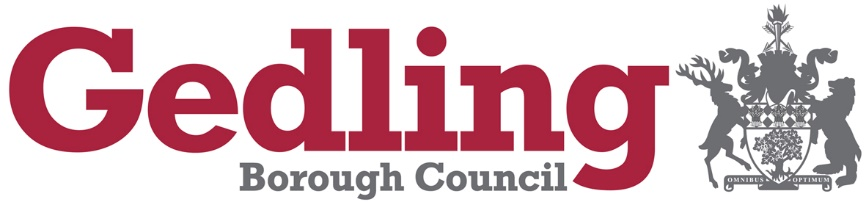 Gedling
Borough Council
OMNIBUS OPTIMUM